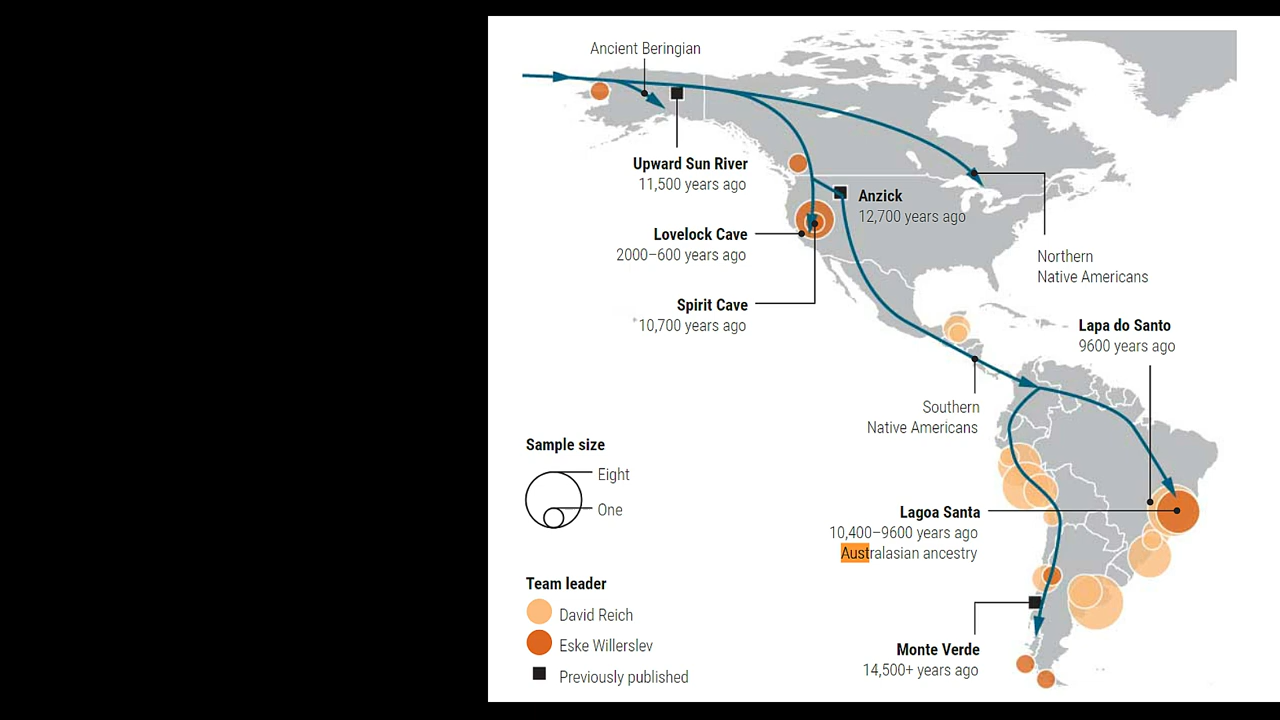 Ancient Beringian
Upward Sun River
11,500 years ago
Anzick
12,700 years ago
Lovelock Cave
2000–600 years ago
Northern
Native Americans
Spirit Cave
10,700 years ago
Lapa do Santo
9600 years ago
Southern
Native Americans
Sample size
Eight
One
Lagoa Santa
10,400–9600 years ago
Australasian ancestry
Team leader
David Reich
Eske Willerslev
Previously published
Monte Verde
14,500+ years ago